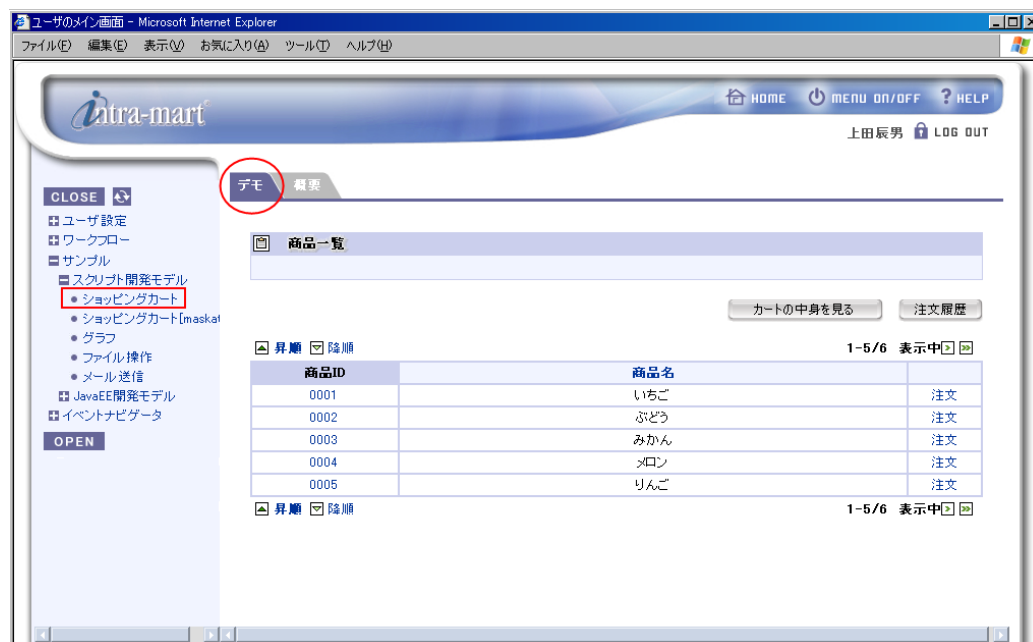 ユーザのメイン画面 - Microsoft Internet Explorer
ファイル(F) 編集(E) 表示(V) お気に入り(A) ツール(T) ヘルプ(H)
intra-mart
HOME MENU ON/OFF ? HELP
上田辰男 LOG OUT
CLOSE
ユーザ設定
ワークフロー
サンプル
スクリプト開発モデル
ショッピングカート
ショッピングカート[maskat
グラフ
ファイル操作
メール送信
JavaEE開発モデル
イベントナビゲータ
OPEN
デモ 概要
商品一覧
カートの中身を見る 注文履歴
昇順 降順 1-5/6 表示中
商品ID 商品名
0001 いちご 注文
0002 ぶどう 注文
0003 みかん 注文
0004 メロン 注文
0005 りんご 注文
昇順 降順 1-5/6 表示中